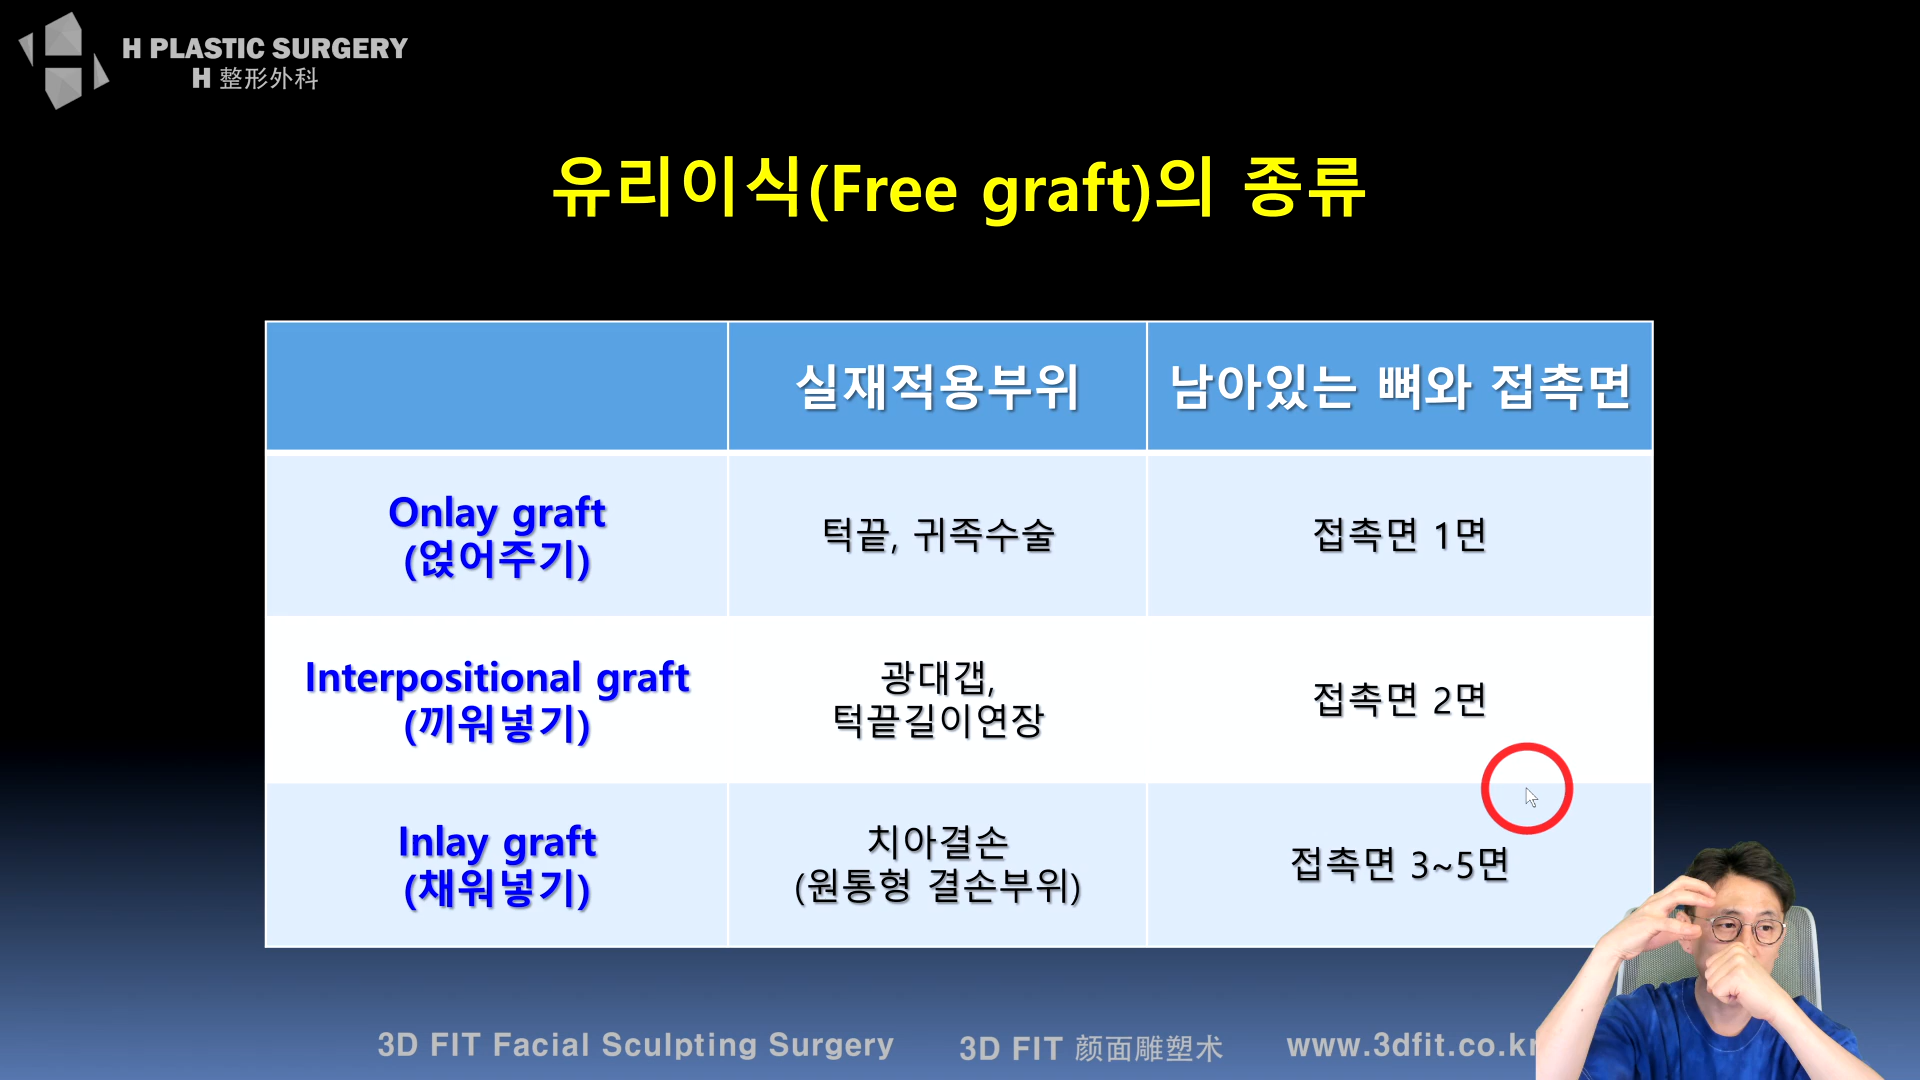 H PLASTIC SURGERY
H 整形外科
유리이식(Free graft)의 종류
실재적용부위
남아있는 뼈와 접촉면
Onlay graft
(얹어주기)
턱끝, 귀족수술
접촉면 1면
Interpositional graft
(끼워넣기)
광대갭,
턱끝길이연장
접촉면 2면
Inlay graft
(채워넣기)
치아결손
(원통형 결손부위)
접촉면 3~5면
3D FIT Facial Sculpting Surgery
3D FIT 颜面雕塑术
www.3dfit.co.kr